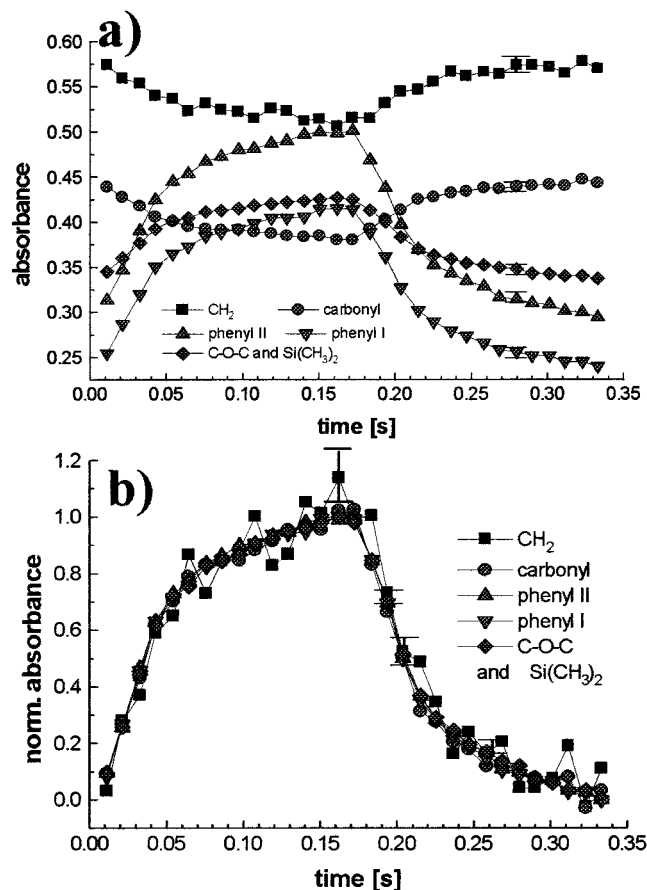 a)
0.60
0.55
0.50
0.45
0.40
0.35
0.30
0.25
absorbance
CH₂
carbonyl
phenyl II
phenyl I
C-O-C and Si(CH₃)₂
0.00 0.05 0.10 0.15 0.20 0.25 0.30 0.35
time [s]
b)
1.2
1.0
0.8
0.6
0.4
0.2
0.0
norm. absorbance
CH₂
carbonyl
phenyl II
phenyl I
C-O-C
and Si(CH₃)₂
0.00 0.05 0.10 0.15 0.20 0.25 0.30 0.35
time [s]